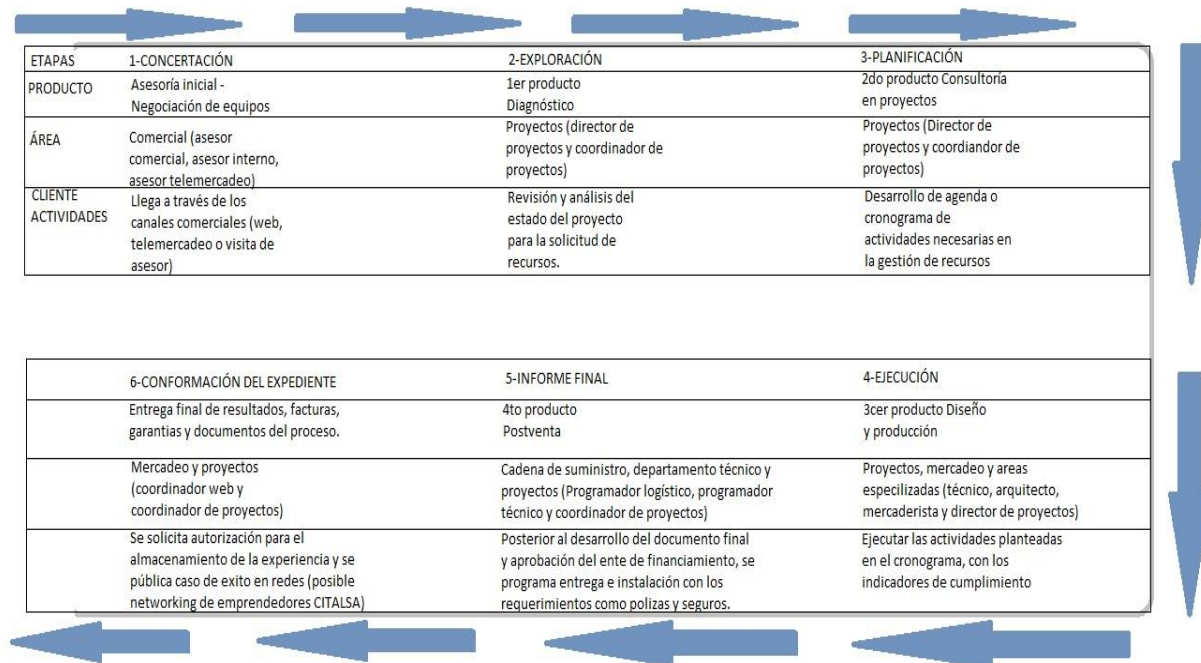 ETAPAS 1-CONCERTACIÓN 2-EXPLORACIÓN 3-PLANIFICACIÓN
PRODUCTO
Asesoría inicial -
Negociación de equipos
1er producto
Diagnóstico
2do producto Consultoría
en proyectos
ÁREA
Comercial (asesor
comercial, asesor interno,
asesor telemercadeo)
Proyectos (director de
proyectos y coordinador de
proyectos)
Proyectos (Director de
proyectos y coordiandor de
proyectos)
CLIENTE
ACTIVIDADES
Llega a través de los
canales comerciales (web,
telemercadeo o visita de
asesor)
Revisión y análisis del
estado del proyecto
para la solicitud de
recursos.
Desarrollo de agenda o
cronograma de
actividades necesarias en
la gestión de recursos
6-CONFORMACIÓN DEL EXPEDIENTE 5-INFORME FINAL 4-EJECUCIÓN
Entrega final de resultados, facturas,
garantias y documentos del proceso.
4to producto
Postventa
3cer producto Diseño
y producción
Mercadeo y proyectos
(coordinador web y
coordinador de proyectos)
Cadena de suministro, departamento técnico y
proyectos (Programador logístico, programador
técnico y coordinador de proyectos)
Proyectos, mercadeo y areas
especilizadas (técnico, arquitecto,
mercaderista y director de proyectos)
Se solicita autorización para el
almacenamiento de la experiencia y se
pública caso de exito en redes (posible
networking de emprendedores CITALSA)
Posterior al desarrollo del documento final
y aprobación del ente de financiamiento, se
programa entrega e instalación con los
requerimientos como polizas y seguros.
Ejecutar las actividades planteadas
en el cronograma, con los
indicadores de cumplimiento